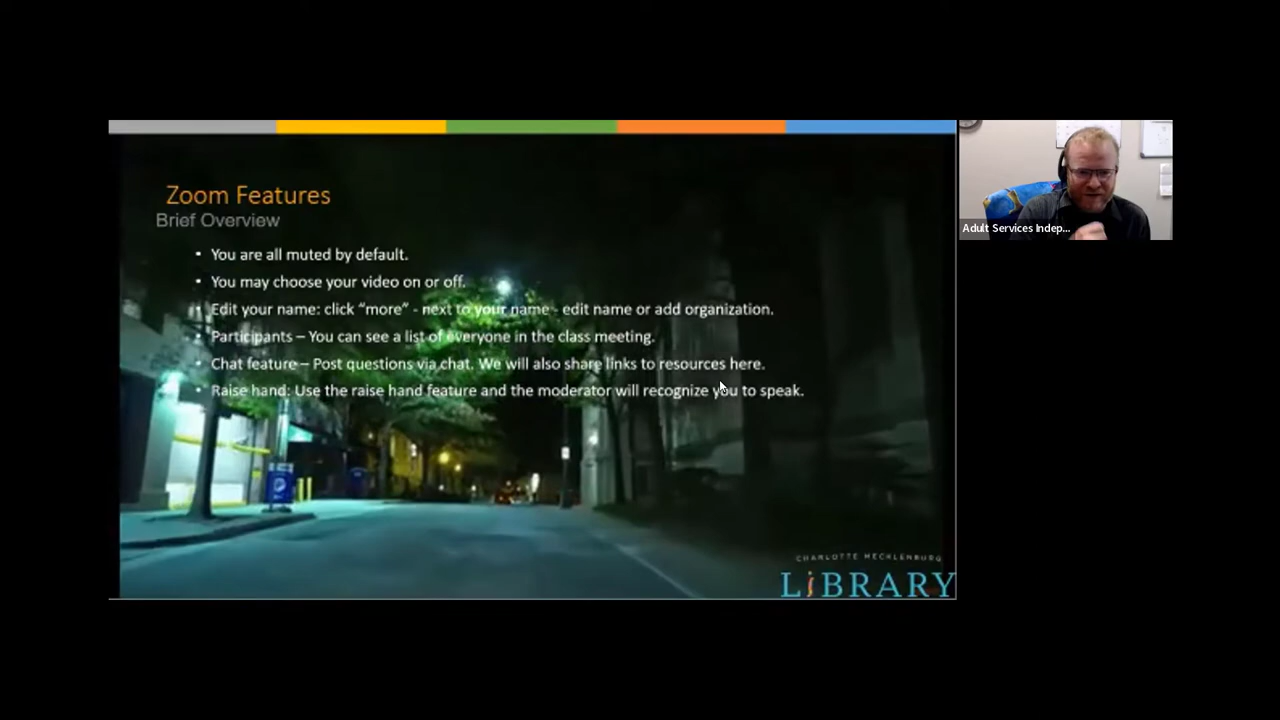 Zoom Features
Brief Overview
▪ You are all muted by default.
▪ You may choose your video on or off.
▪ Edit your name: click “more” - next to your name - edit name or add organization.
▪ Participants – You can see a list of everyone in the class meeting.
▪ Chat feature – Post questions via chat. We will also share links to resources here.
▪ Raise hand: Use the raise hand feature and the moderator will recognize you to speak.
CHARLOTTE MECKLENBURG
LiBRARY
Adult Services Indep...